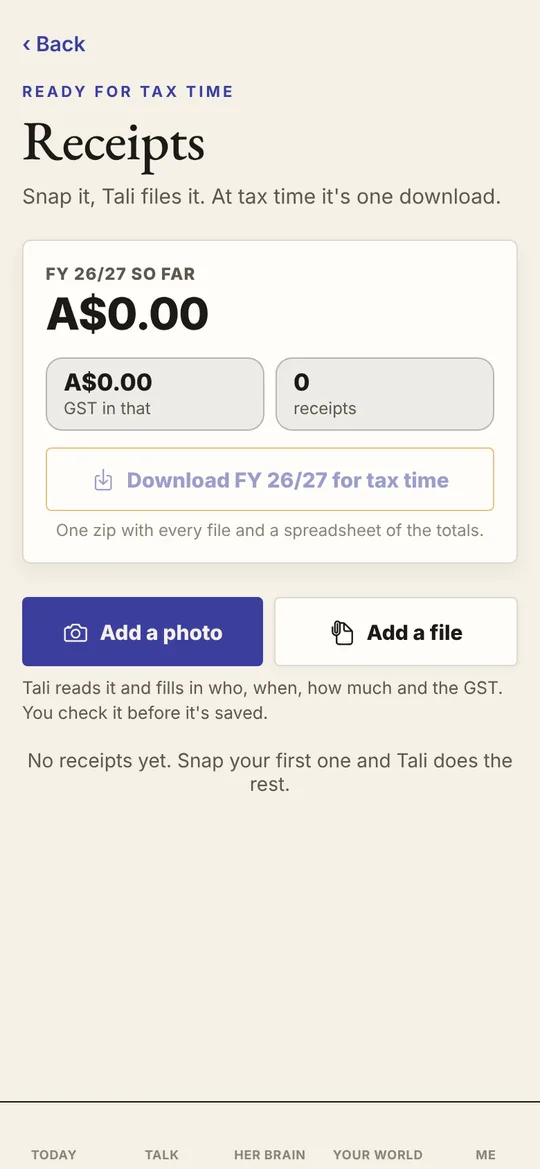 ‹ Back
READY FOR TAX TIME
Receipts
Snap it, Tali files it. At tax time it's one download.
FY 26/27 SO FAR
A$0.00
A$0.00
GST in that
0
receipts
Download FY 26/27 for tax time
One zip with every file and a spreadsheet of the totals.
Add a photo
Add a file
Tali reads it and fills in who, when, how much and the GST.
You check it before it's saved.
No receipts yet. Snap your first one and Tali does the
rest.
TODAY
TALK
HER BRAIN
YOUR WORLD
ME